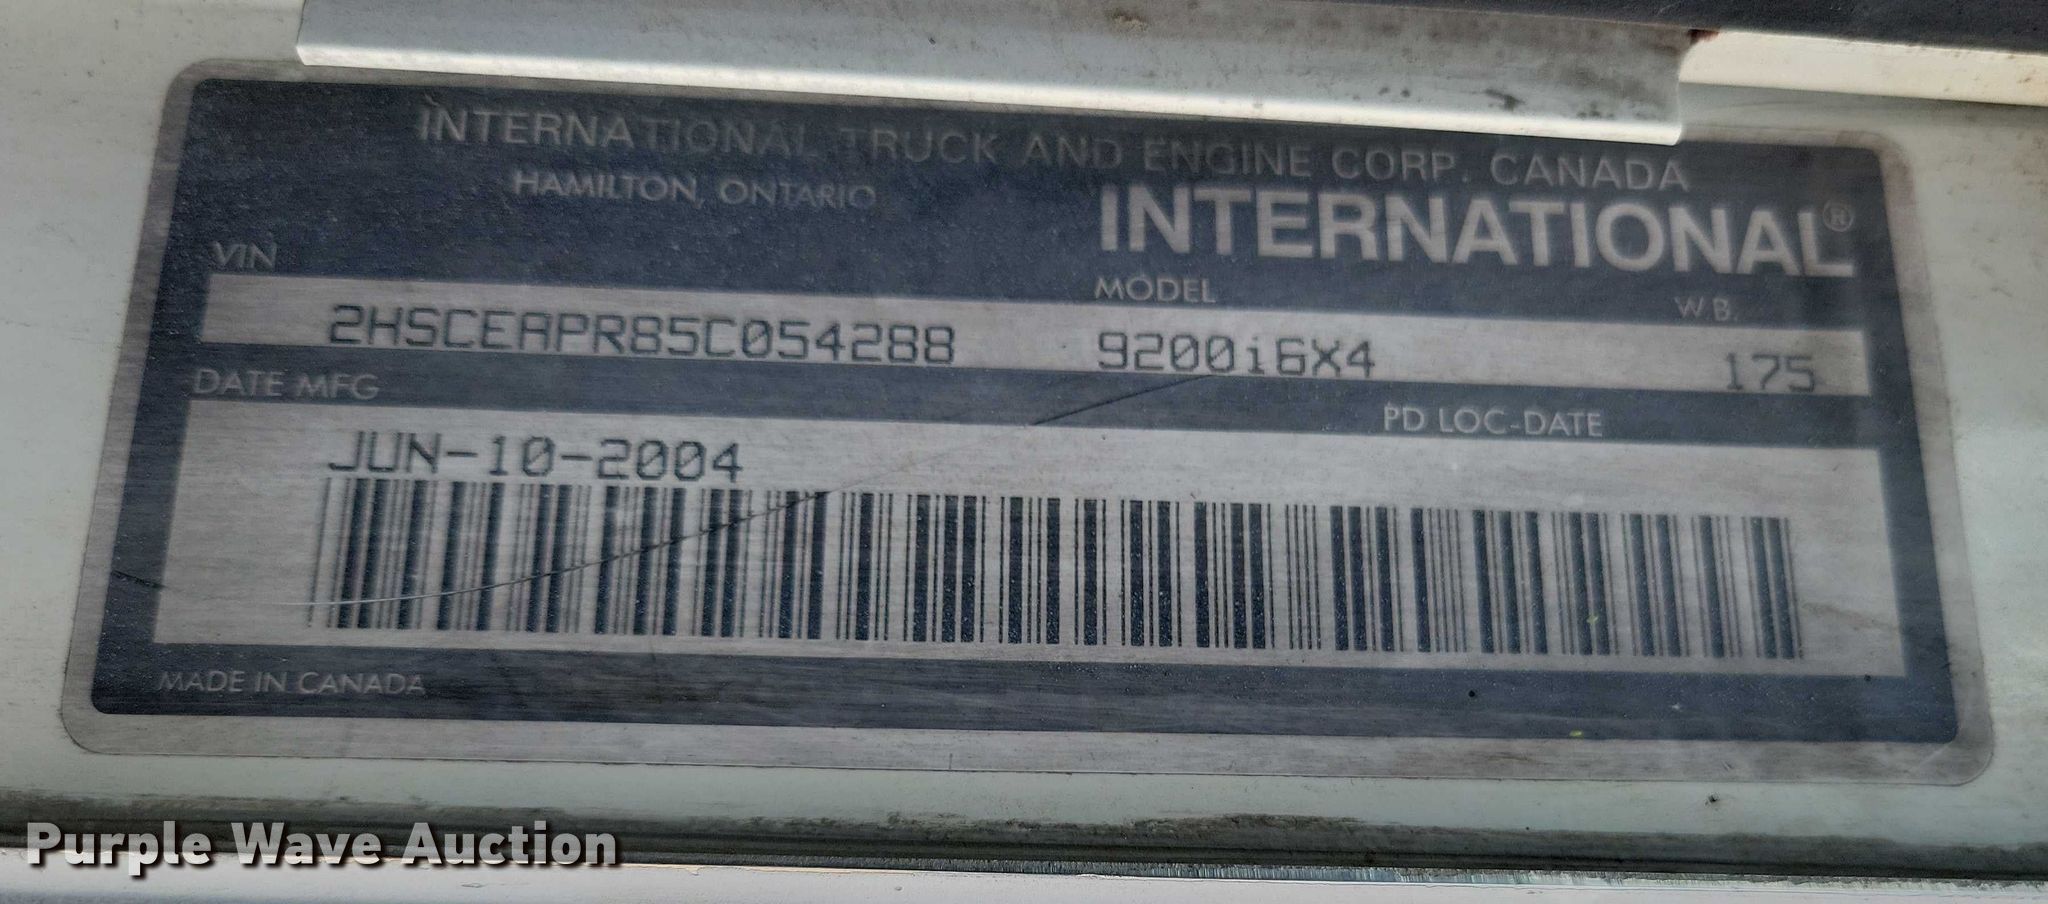 INTERNATIONAL TRUCK AND ENGINE CORP. CANADA
HAMILTON, ONTARIO
INTERNATIONAL®
VIN
MODEL
W.B.
2HSCEAPR85C054288
9200i6X4
175
DATE MFG
PD LOC-DATE
JUN-10-2004
MADE IN CANADA
Purple Wave Auction